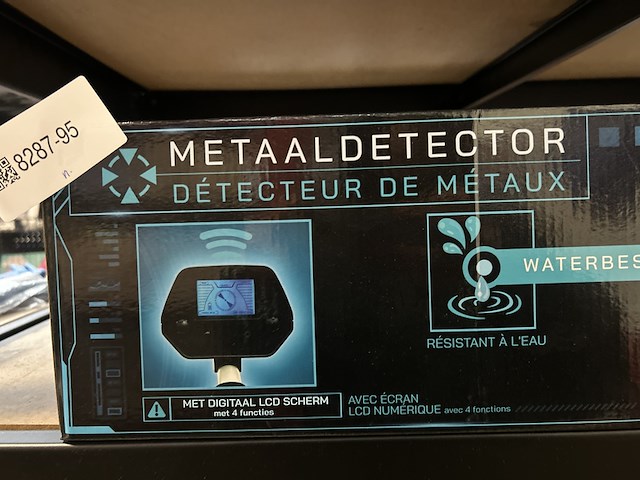 8287-95
n.
METAALDETECTOR
DÉTECTEUR DE MÉTAUX
WATERBES
RÉSISTANT À L'EAU
MET DIGITAAL LCD SCHERM
met 4 functies
AVEC ÉCRAN
LCD NUMÉRIQUE avec 4 fonctions